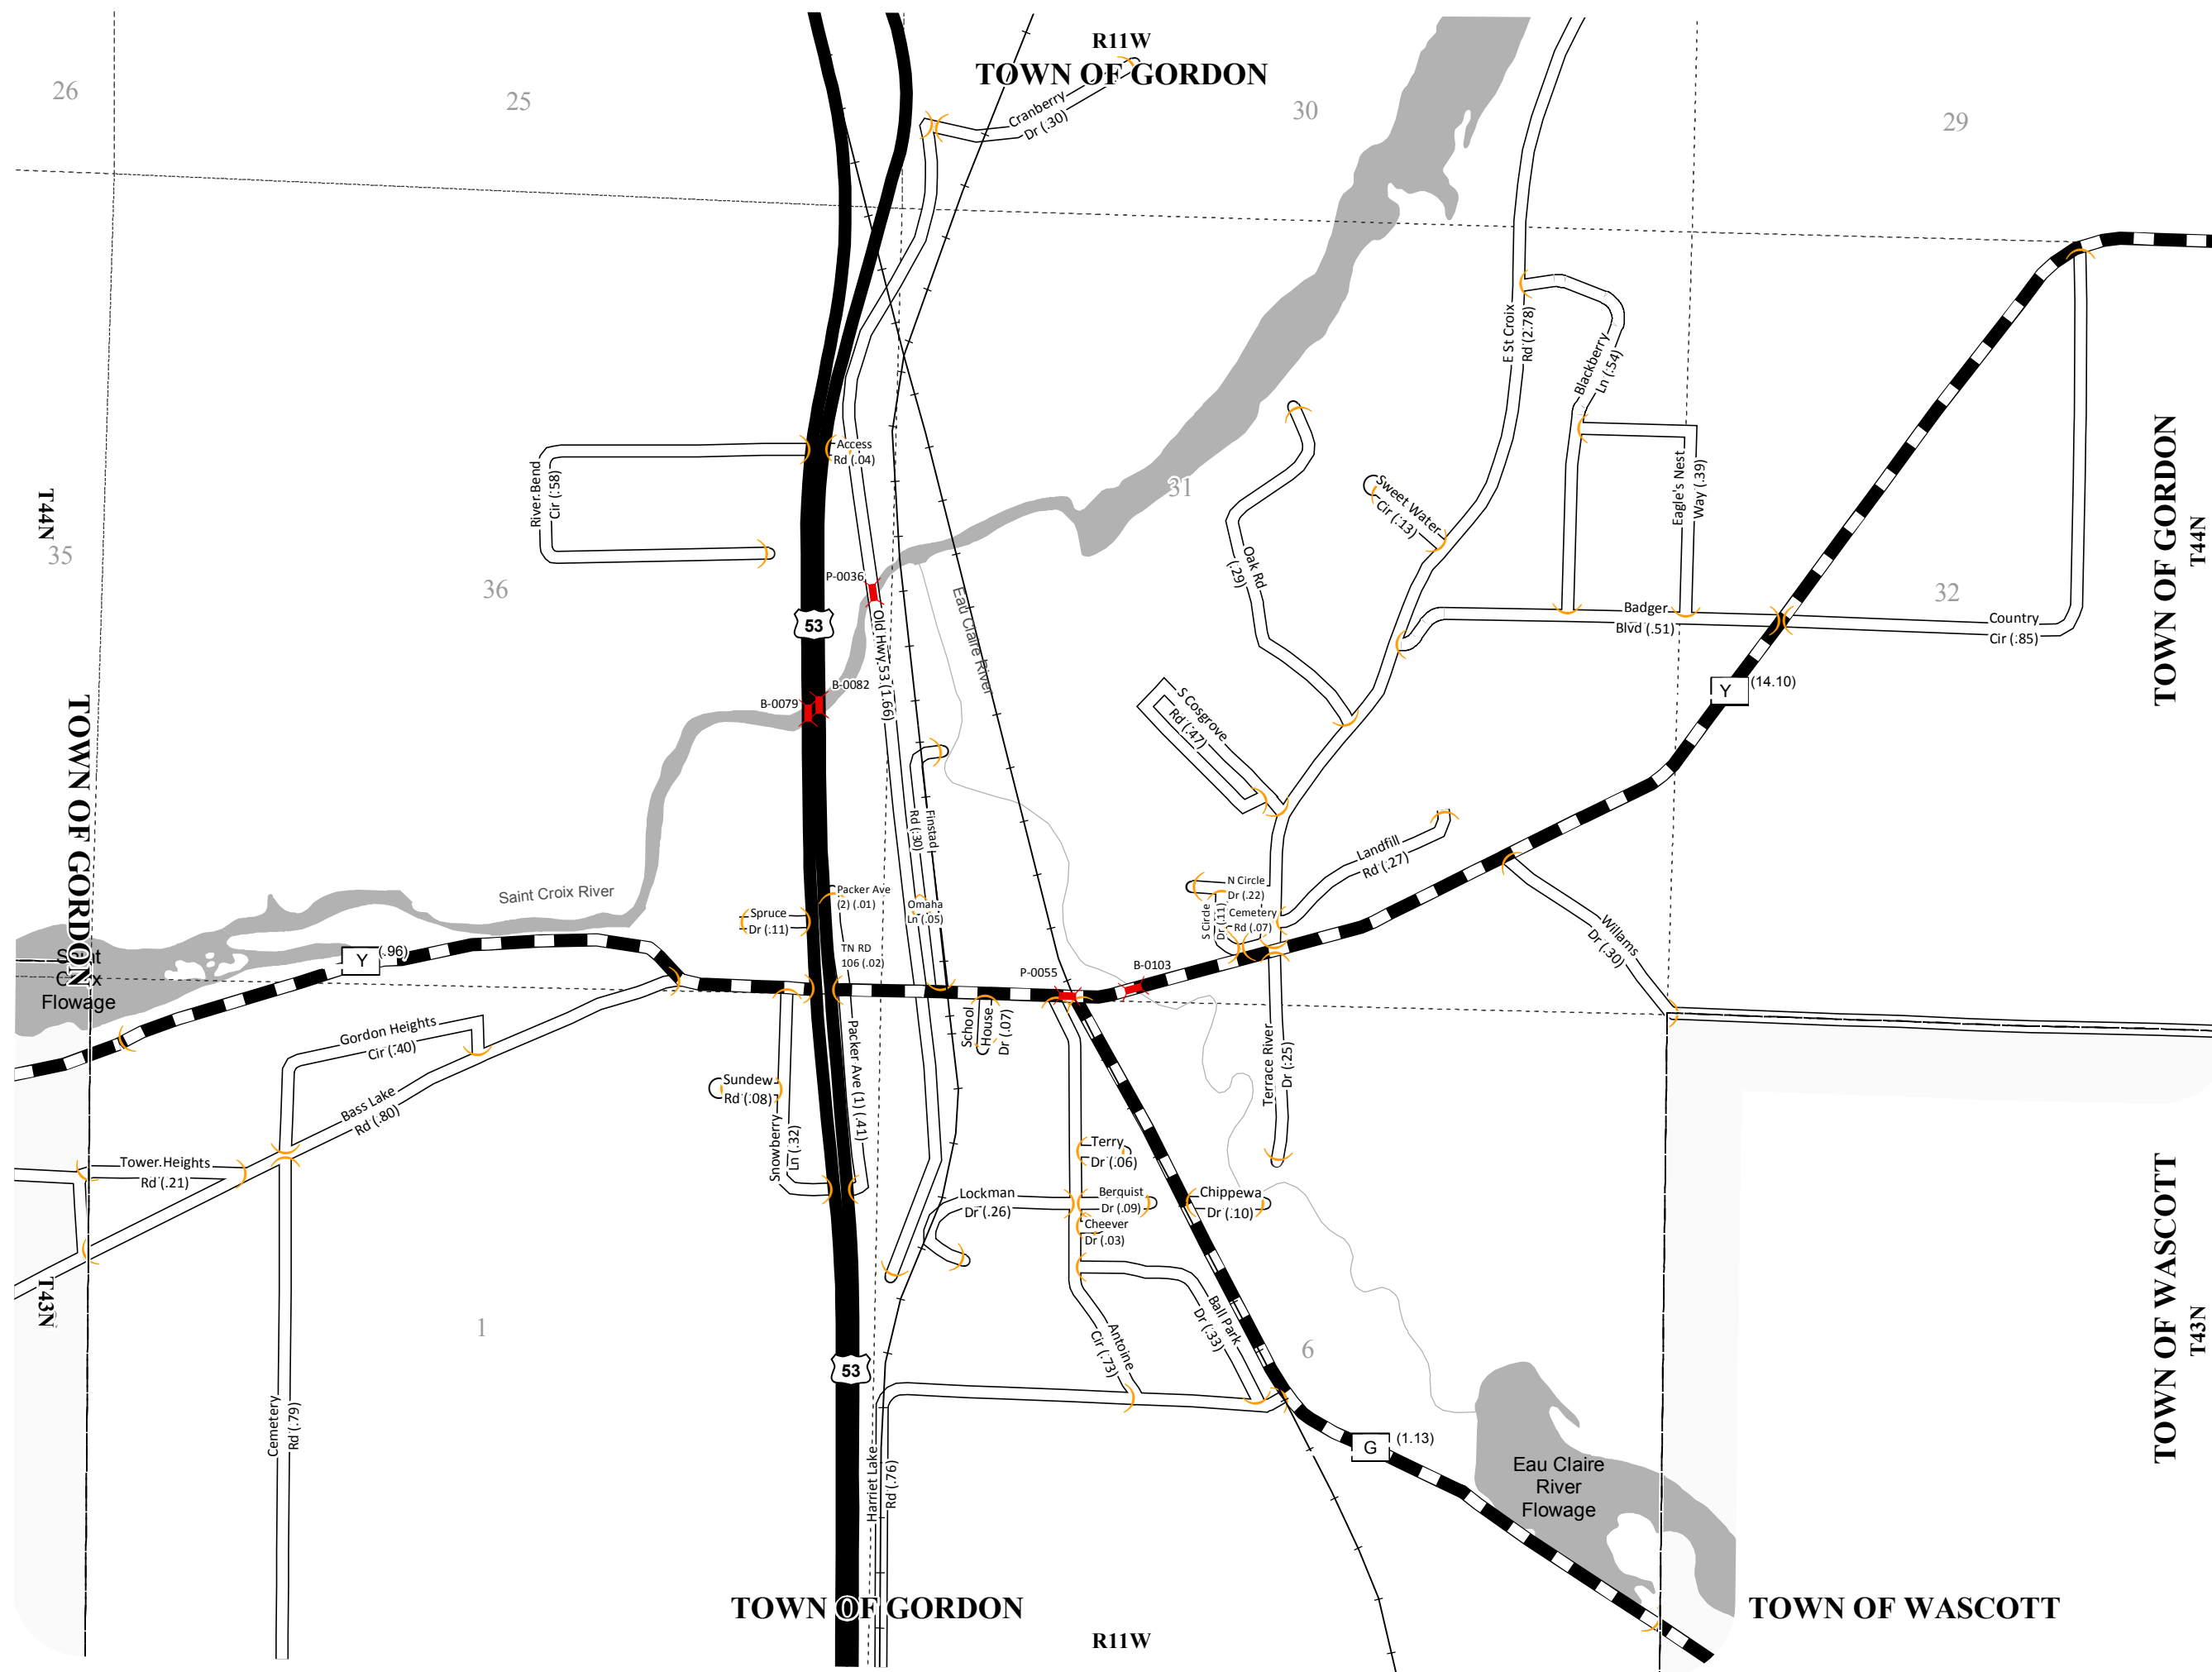 R11W
TOWN OF GORDON
26
25
30
29
Cranberry
Dr (.30)
E St Croix
Rd (2.78)
Blackberry
Ln (.54)
Access
Rd (.04)
River Bend
Cir (.58)
Eagle's Nest
Way (.39)
Sweet Water
Cir (.13)
31
T44N
35
36
TOWN OF GORDON
T44N
32
Oak Rd
(.29)
P-0036
Old Hwy 53 (1.66)
Eau Claire River
53
Badger
Blvd (.51)
Country
Cir (.85)
Y
(14.10)
B-0082
B-0079
S Cosgrove
Rd (.47)
TOWN OF GORDON
Finstad
Rd (.30)
Landfill
Rd (.27)
Saint Croix River
Packer Ave
(2) (.01)
Omaha
Ln (.05)
Spruce
Dr (.11)
N Circle
Dr (.22)
S Circle
Dr (.11)
Cemetery
Rd (.07)
Willams
Dr (.30)
TN RD
106 (.02)
Y
(.96)
Saint
Croix
Flowage
P-0055
B-0103
School
House
Dr (.07)
Gordon Heights
Cir (.40)
Packer Ave (1) (.41)
Terrace River
Dr (.25)
Bass Lake
Rd (.80)
Sundew
Rd (.08)
Snowberry
Ln (.32)
Terry
Dr (.06)
Tower Heights
Rd (.21)
Lockman
Dr (.26)
Berquist
Dr (.09)
Chippewa
Dr (.10)
Cheever
Dr (.03)
T43N
1
Antoine
Cir (.73)
Ball Park
Dr (.33)
6
TOWN OF WASCOTT
T43N
53
Cemetery
Rd (.79)
Harriet Lake
Rd (.76)
G
(1.13)
Eau Claire
River
Flowage
TOWN OF GORDON
TOWN OF WASCOTT
R11W